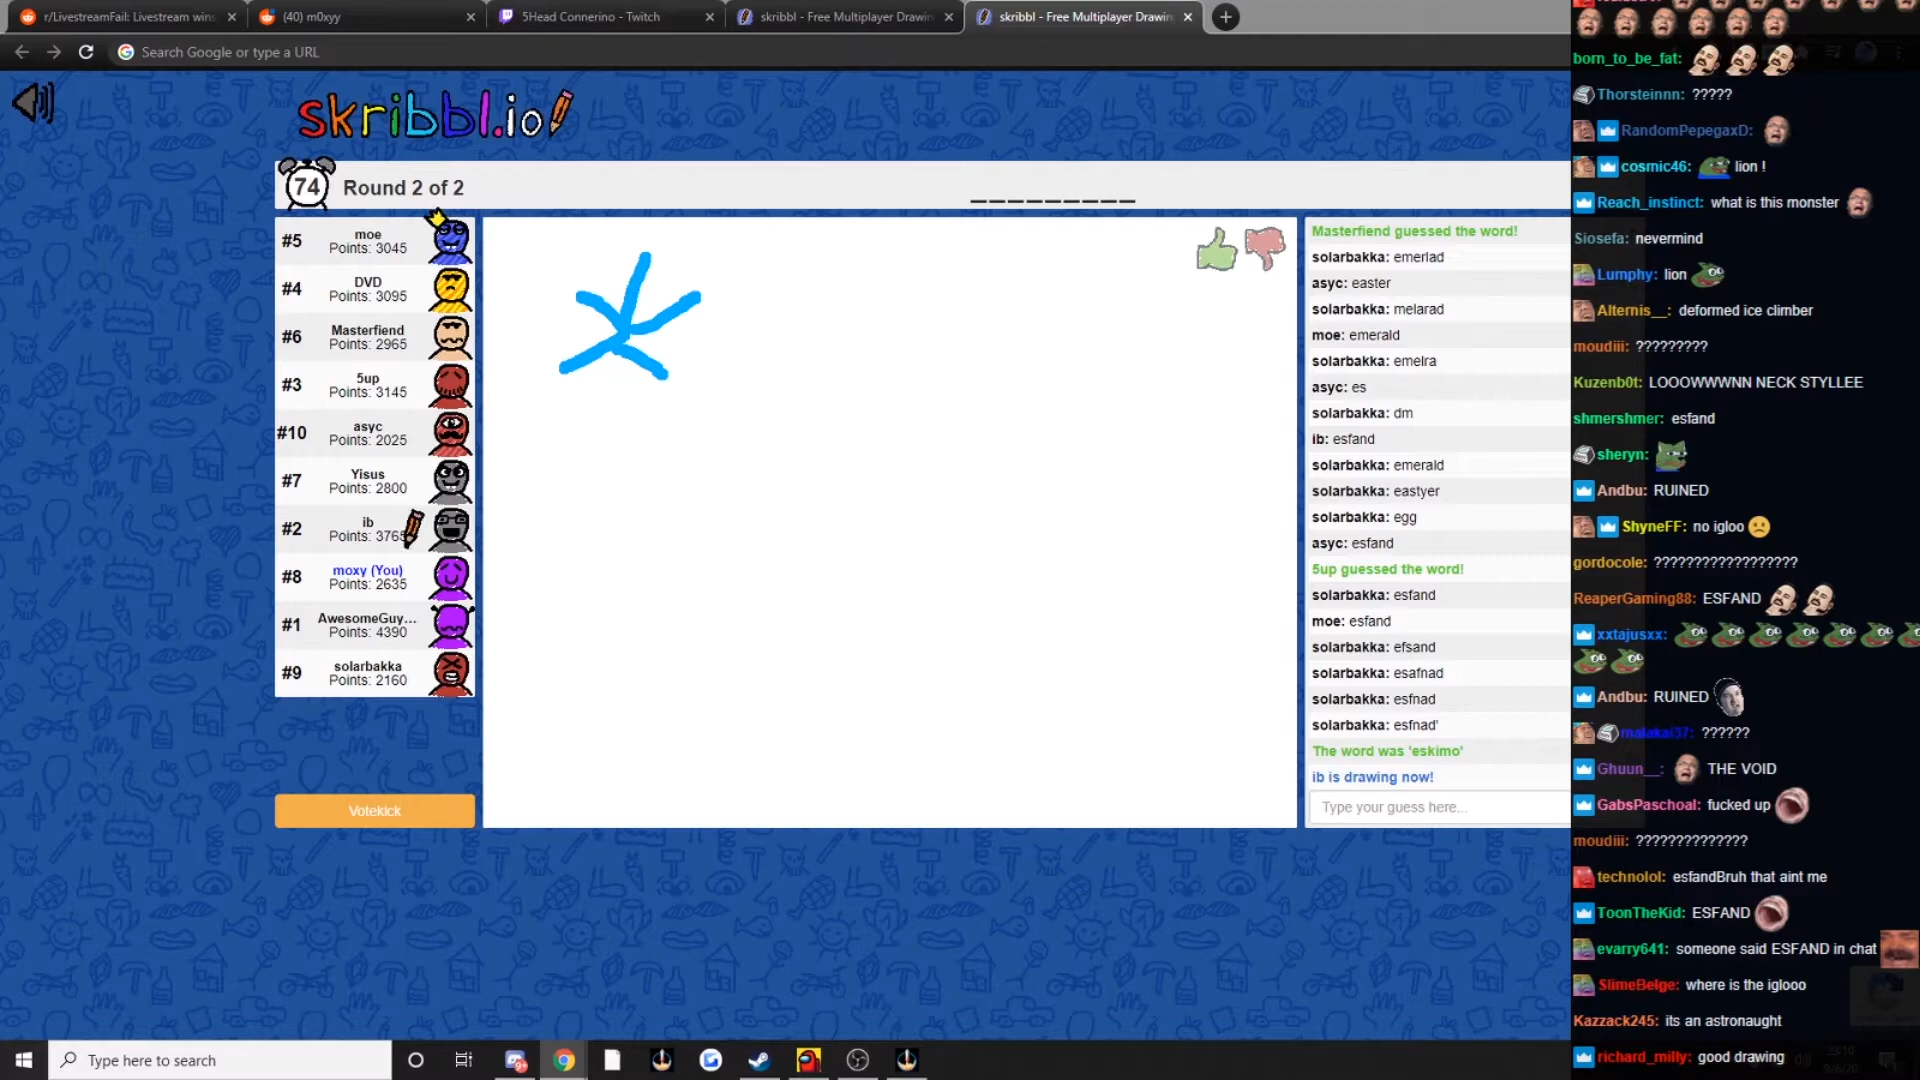 r/LivestreamFail: Livestream wins
(40) m0xyy
5Head Connerino - Twitch
skribbl - Free Multiplayer Drawin
skribbl - Free Multiplayer Drawin
Search Google or type a URL
skribbl.io
74
Round 2 of 2
_________
#5
moe
Points: 3045
#4
DVD
Points: 3095
#6
Masterfiend
Points: 2965
#3
5up
Points: 3145
#10
asyc
Points: 2025
#7
Yisus
Points: 2800
#2
ib
Points: 3765
#8
moxy (You)
Points: 2635
#1
AwesomeGuy...
Points: 4390
#9
solarbakka
Points: 2160
Votekick
Masterfiend guessed the word!
solarbakka: emerlad
asyc: easter
solarbakka: melarad
moe: emerald
solarbakka: emelra
asyc: es
solarbakka: dm
ib: esfand
solarbakka: emerald
solarbakka: eastyer
solarbakka: egg
asyc: esfand
5up guessed the word!
solarbakka: esfand
moe: esfand
solarbakka: efsand
solarbakka: esafnad
solarbakka: esfnad
solarbakka: esfnad'
The word was 'eskimo'
ib is drawing now!
Type your guess here...
born_to_be_fat:
Thorsteinnn: ?????
RandomPepegaxD:
cosmic46: lion !
Reach_instinct: what is this monster
Siosefa: nevermind
Lumphy: lion
Alternis__: deformed ice climber
moudiii: ?????????
Kuzenb0t: LOOOWWWNN NECK STYLLEE
shmershmer: esfand
sheryn:
Andbu: RUINED
ShyneFF: no igloo
gordocole: ??????????????????
ReaperGaming88: ESFAND
xxtajusxx:
Andbu: RUINED
malaka(37: ??????
Ghuun__: THE VOID
GabsPaschoal: fucked up
moudiii: ??????????????
technolol: esfandBruh that aint me
ToonTheKid: ESFAND
evarry641: someone said ESFAND in chat
SlimeBelge: where is the iglooo
Kazzack245: its an astronaught
richard_milly: good drawing
Type here to search